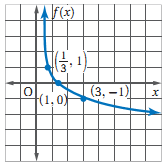 f(x)
(1/3, 1)
O
(1, 0)
(3, −1)
x